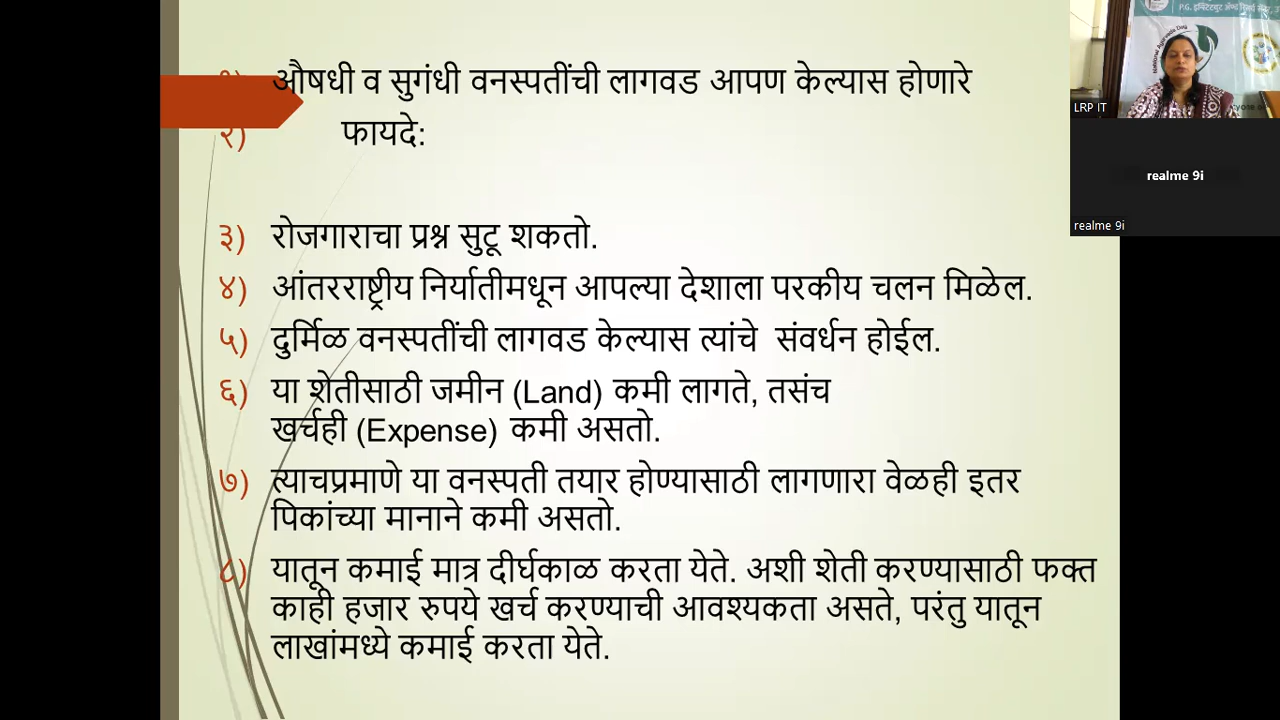 १) औषधी व सुगंधी वनस्पतींची लागवड आपण केल्यास होणारे
२) फायदे:
३) रोजगाराचा प्रश्न सुटू शकतो.
४) आंतरराष्ट्रीय निर्यातीमधून आपल्या देशाला परकीय चलन मिळेल.
५) दुर्मिळ वनस्पतींची लागवड केल्यास त्यांचे संवर्धन होईल.
६) या शेतीसाठी जमीन (Land) कमी लागते, तसंच
खर्चही (Expense) कमी असतो.
७) त्याचप्रमाणे या वनस्पती तयार होण्यासाठी लागणारा वेळही इतर
पिकांच्या मानाने कमी असतो.
८) यातून कमाई मात्र दीर्घकाळ करता येते. अशी शेती करण्यासाठी फक्त
काही हजार रुपये खर्च करण्याची आवश्यकता असते, परंतु यातून
लाखांमध्ये कमाई करता येते.
LRP IT
realme 9i
realme 9i